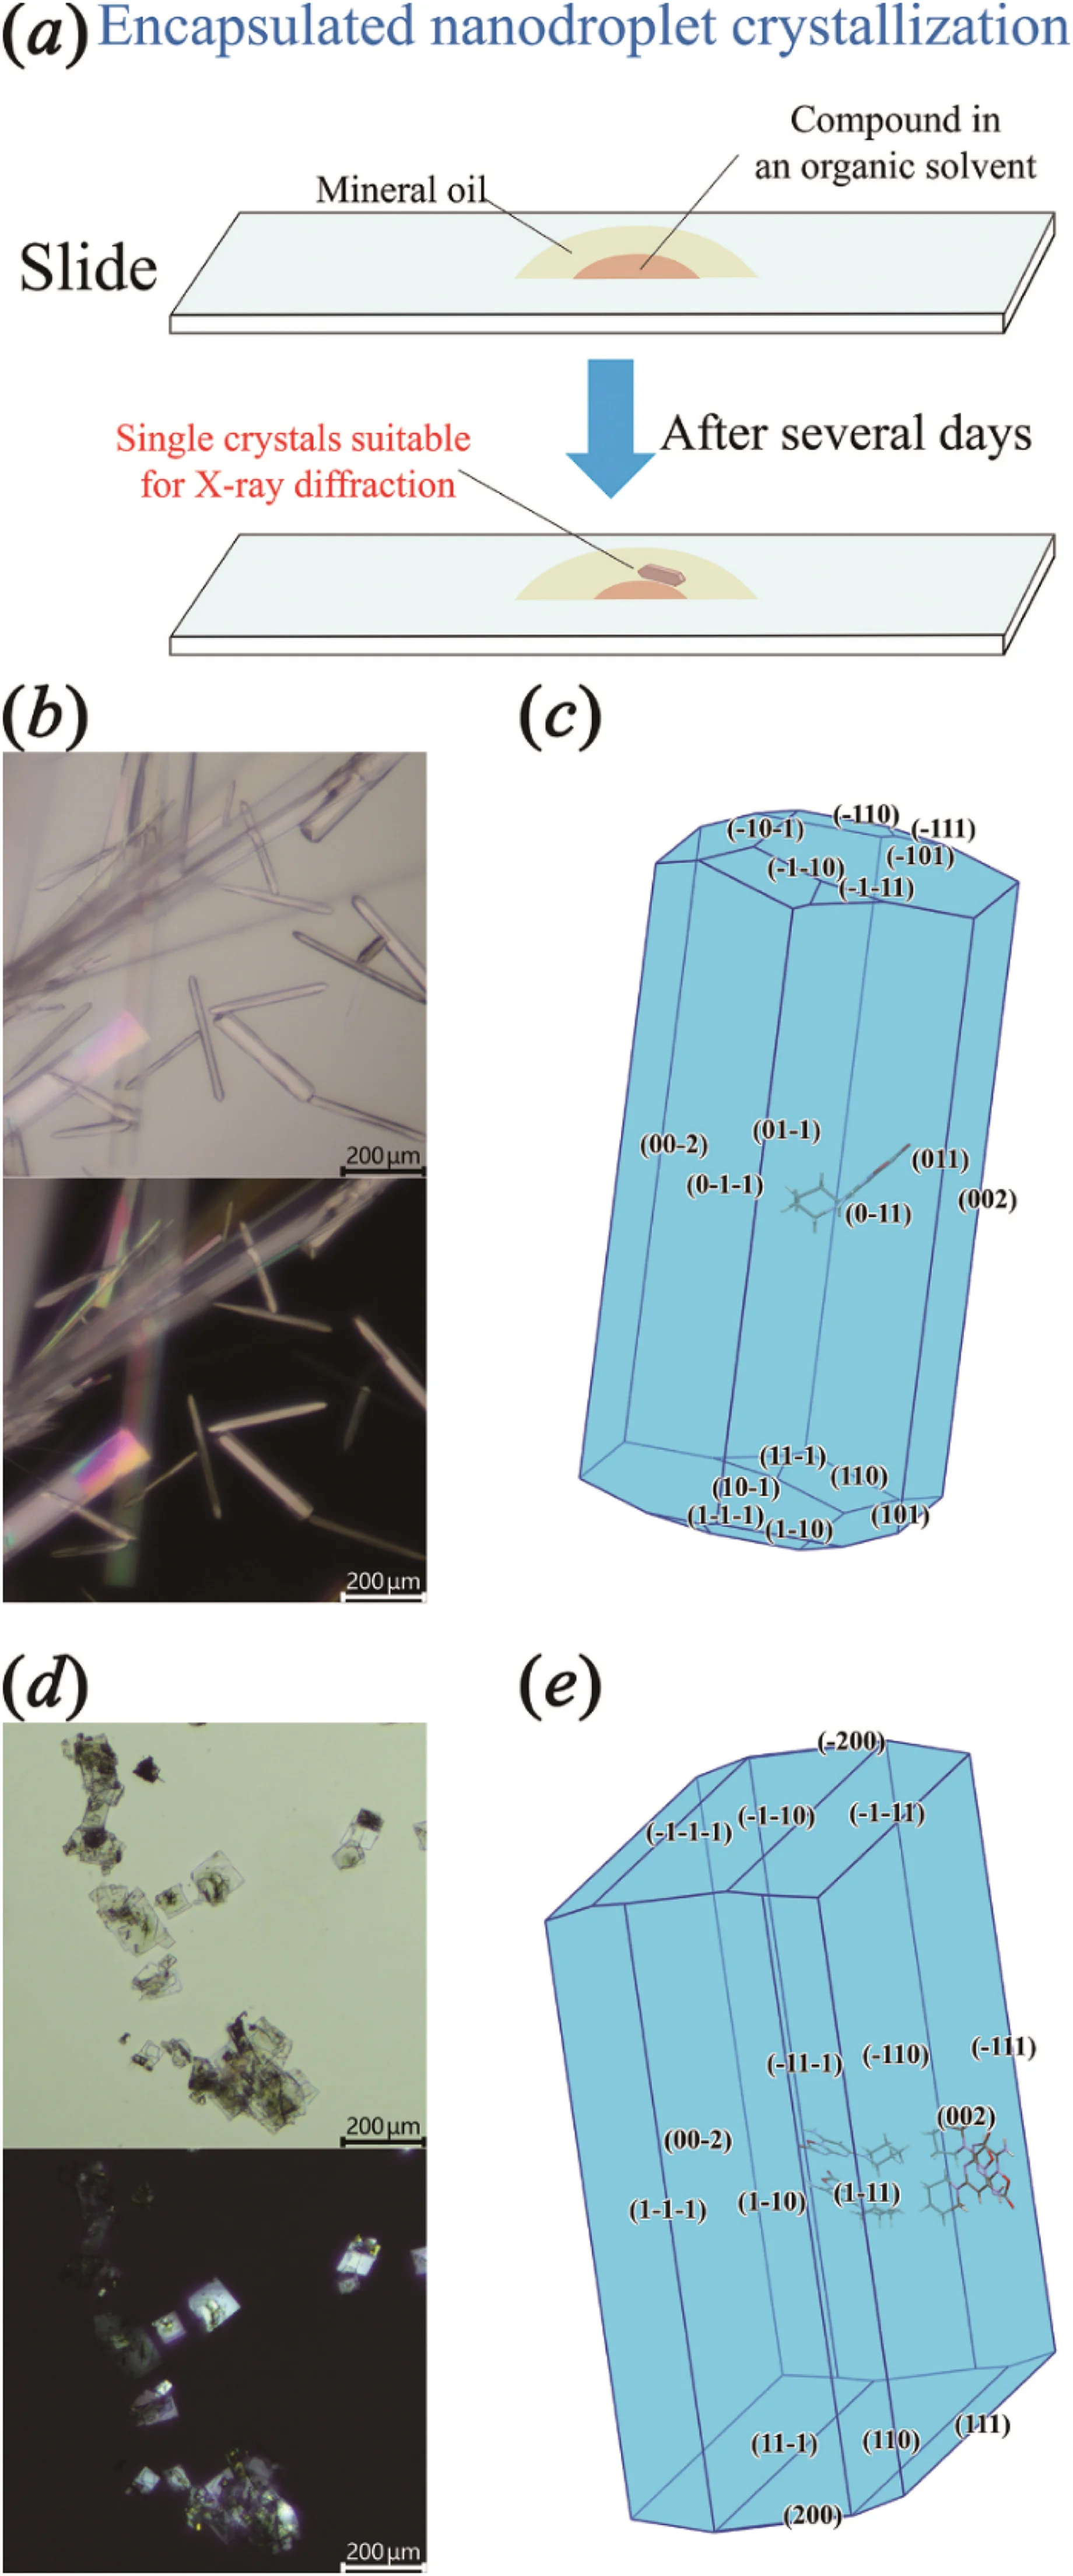 (a) Encapsulated nanodroplet crystallization
Compound in
an organic solvent
Mineral oil
Slide
After several days
Single crystals suitable
for X-ray diffraction
(b)
200 µm
200 µm
(c)
(-110)
(-10-1)
(-111)
(-101)
(-1-10)
(-1-11)
(01-1)
(00-2)
(011)
(0-1-1)
(002)
(0-11)
(11-1)
(110)
(10-1)
(101)
(1-1-1)
(1-10)
(d)
200 µm
200 µm
(e)
(-200)
(-1-11)
(-1-10)
(-1-1-1)
(-111)
(-110)
(-11-1)
(002)
(00-2)
(1-11)
(1-10)
(1-1-1)
(111)
(110)
(11-1)
(200)